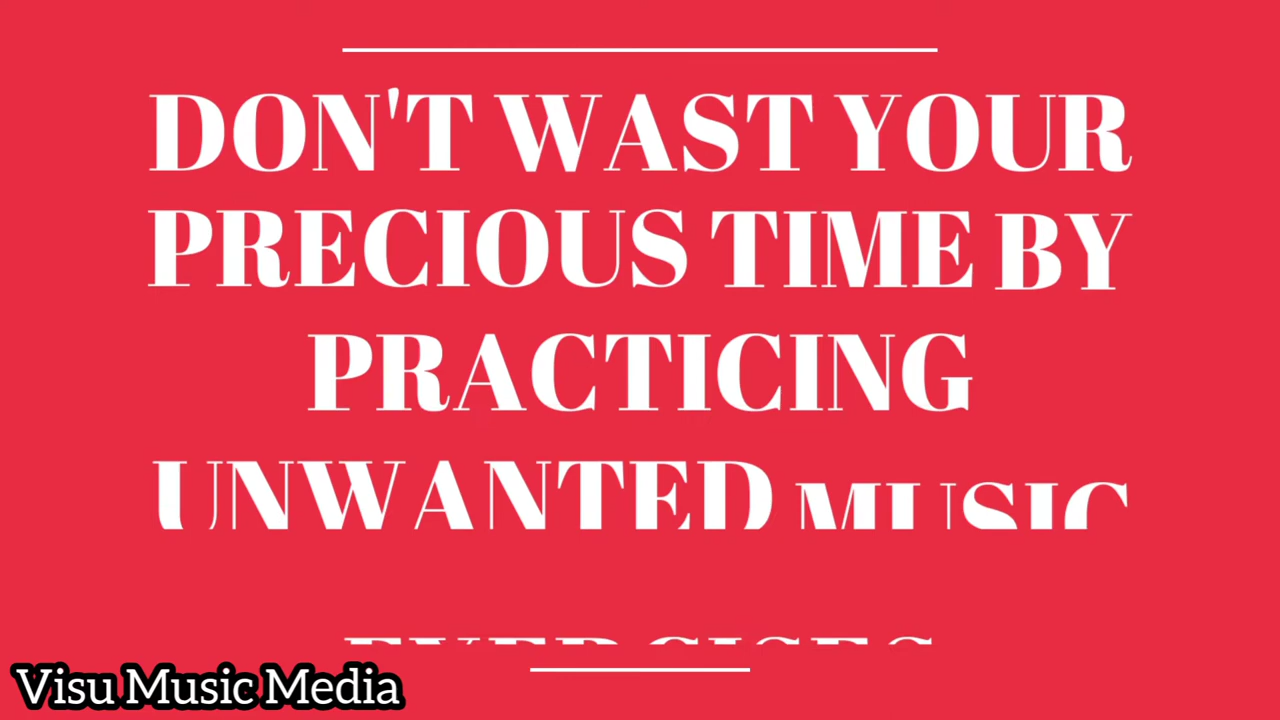 DON'T WAST YOUR
PRECIOUS TIME BY
PRACTICING
UNWANTED MUSIC
Visu Music Media